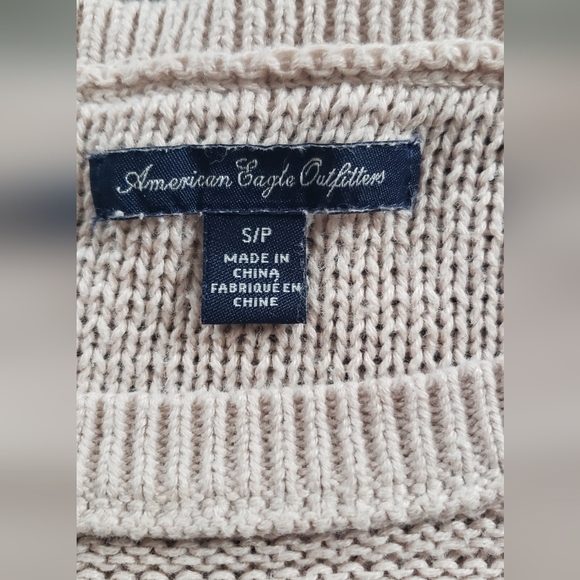 American Eagle Outfitters
S/P
MADE IN
CHINA
FABRIQUÉ EN
CHINE